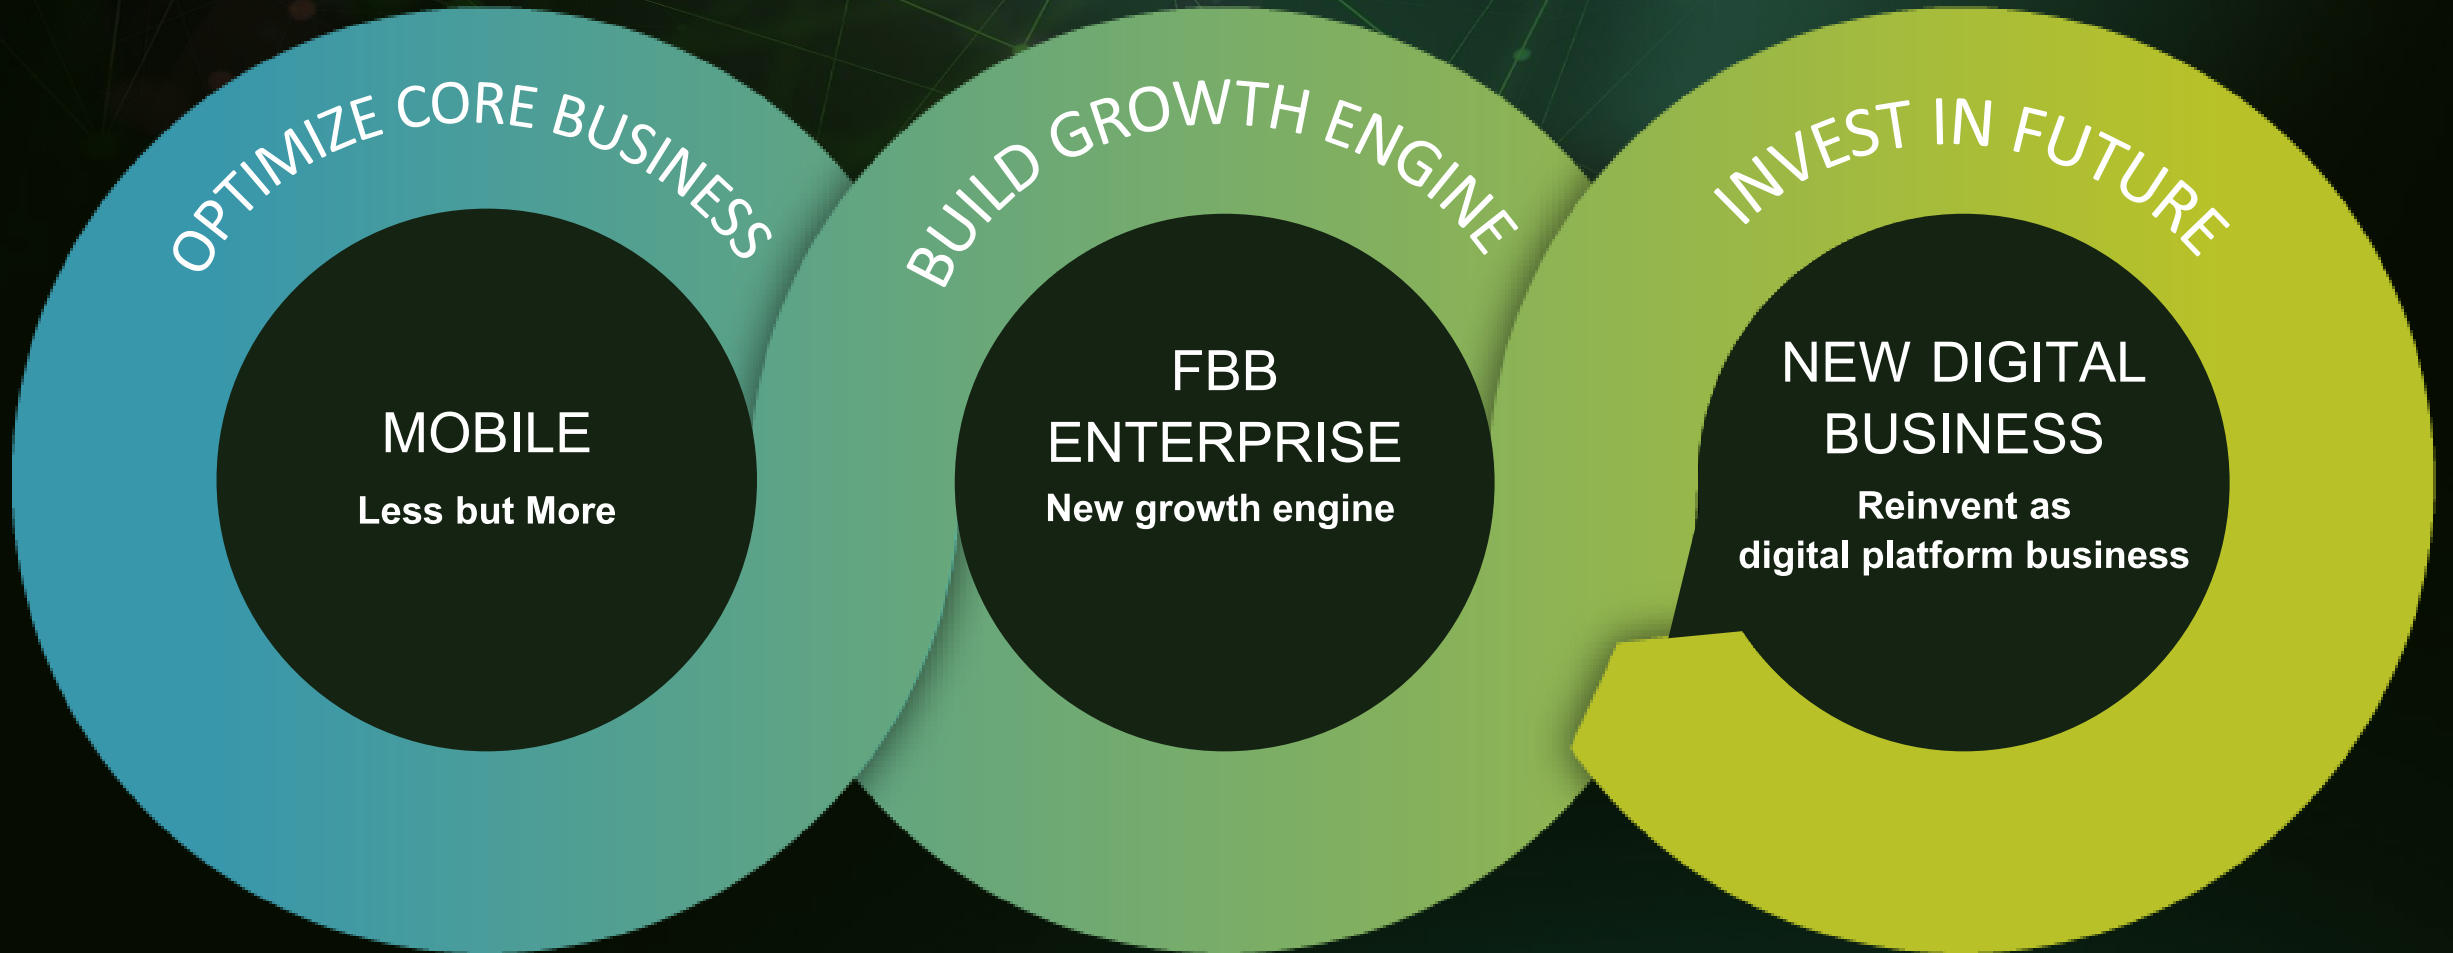 OPTIMIZE CORE BUSINESS
MOBILE
Less but More
BUILD GROWTH ENGINE
FBB
ENTERPRISE
New growth engine
INVEST IN FUTURE
NEW DIGITAL
BUSINESS
Reinvent as
digital platform business